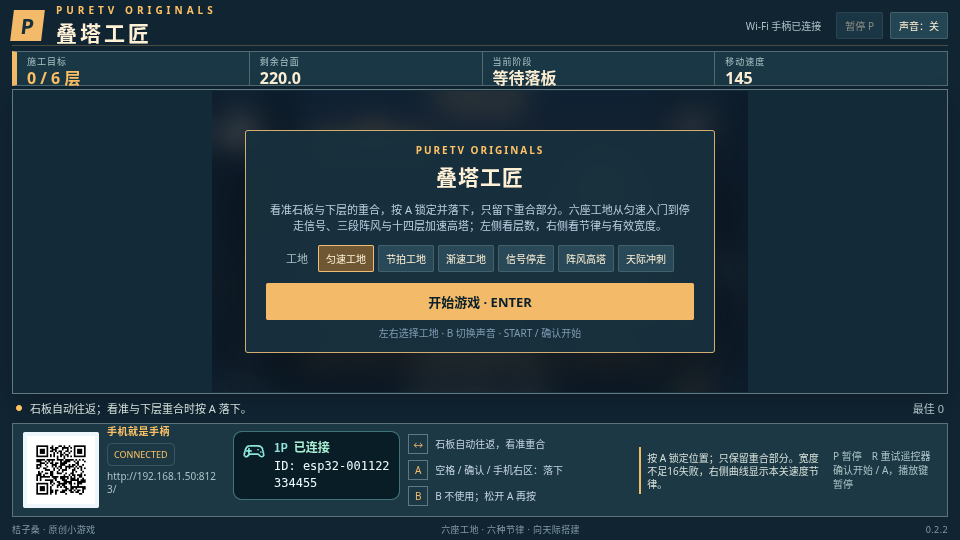 P
PURETV ORIGINALS
叠塔工匠
Wi-Fi 手柄已连接
暂停 P
声音：关
施工目标
0 / 6 层
剩余台面
220.0
当前阶段
等待落板
移动速度
145
PURETV ORIGINALS
叠塔工匠
看准石板与下层的重合，按 A 锁定并落下，只留下重合部分。六座工地从匀速入门到停
走信号、三段阵风与十四层加速高塔；左侧看层数，右侧看节律与有效宽度。
工地
匀速工地
节拍工地
渐速工地
信号停走
阵风高塔
天际冲刺
开始游戏 · ENTER
左右选择工地 · B 切换声音 · START / 确认开始
石板自动往返；看准与下层重合时按 A 落下。
最佳 0
手机就是手柄
CONNECTED
http://192.168.1.50:812
3/
1P 已连接
ID: esp32-001122
334455
↔ 石板自动往返，看准重合
A 空格 / 确认 / 手机右区：落下
B B 不使用；松开 A 再按
按 A 锁定位置；只保留重合部分。宽度
不足16失败，右侧曲线显示本关速度节
律。
P 暂停 R 重试遥控器
确认开始 / A，播放键
暂停
桔子桑 · 原创小游戏
六座工地 · 六种节律 · 向天际搭建
0.2.2